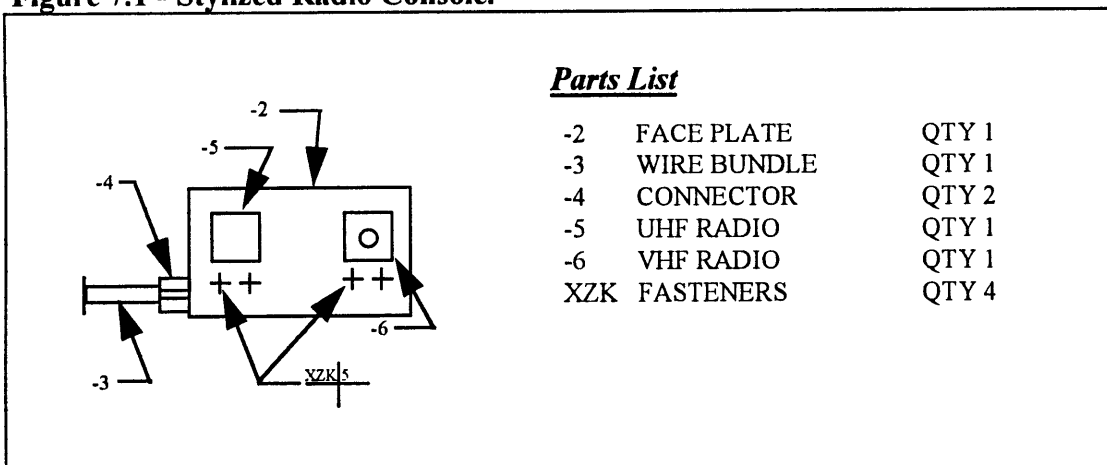 Figure 7.1 - Stylized Radio Console.
Parts List
-2 FACE PLATE QTY 1
-3 WIRE BUNDLE QTY 1
-4 CONNECTOR QTY 2
-5 UHF RADIO QTY 1
-6 VHF RADIO QTY 1
XZK FASTENERS QTY 4
-2
-5
-4
-6
-3
XZK 5